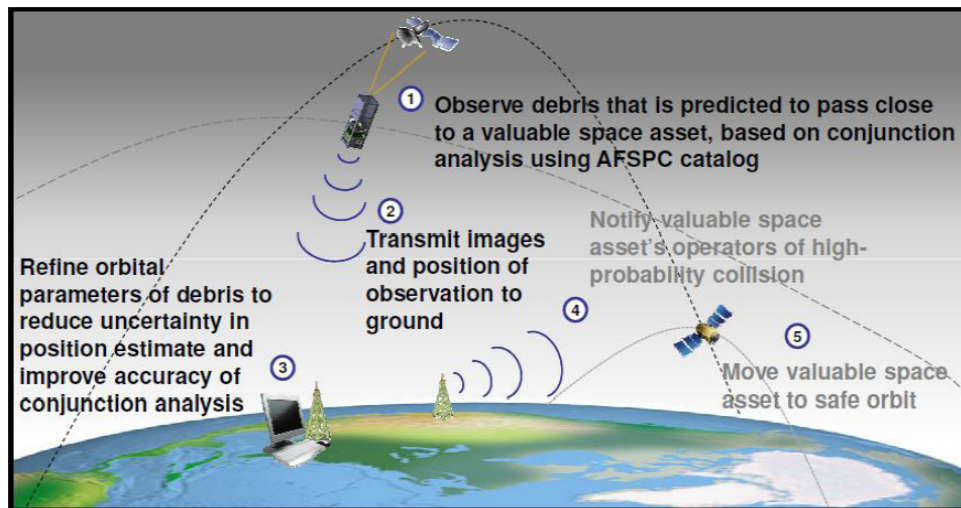 1
Observe debris that is predicted to pass close
to a valuable space asset, based on conjunction
analysis using AFSPC catalog
2
Transmit images
and position of
observation to
ground
Refine orbital
parameters of debris to
reduce uncertainty in
position estimate and
improve accuracy of
conjunction analysis
3
4
Notify valuable space
asset's operators of high-
probability collision
5
Move valuable space
asset to safe orbit